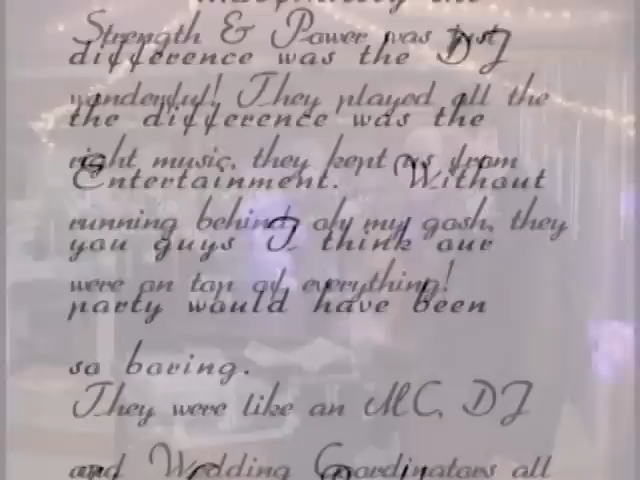 Strength & Power was just
difference was the DJ
wonderful! They played all the
the difference was the
right music, they kept us from
Entertainment. Without
running behind, oh my gosh, they
you guys I think our
were on top of everything!
party would have been
so boring.
They were like an MC, DJ
and Wedding Coordinators all